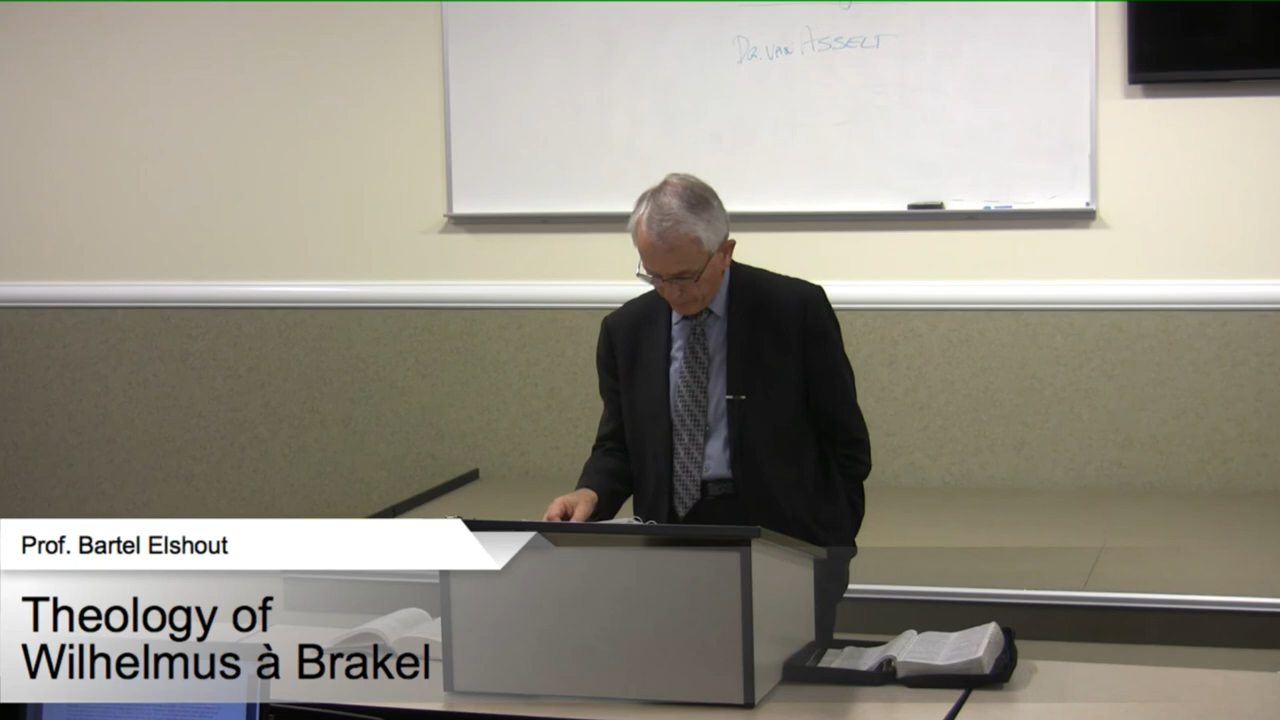 Dr. van Asselt
Prof. Bartel Elshout
Theology of
Wilhelmus à Brakel